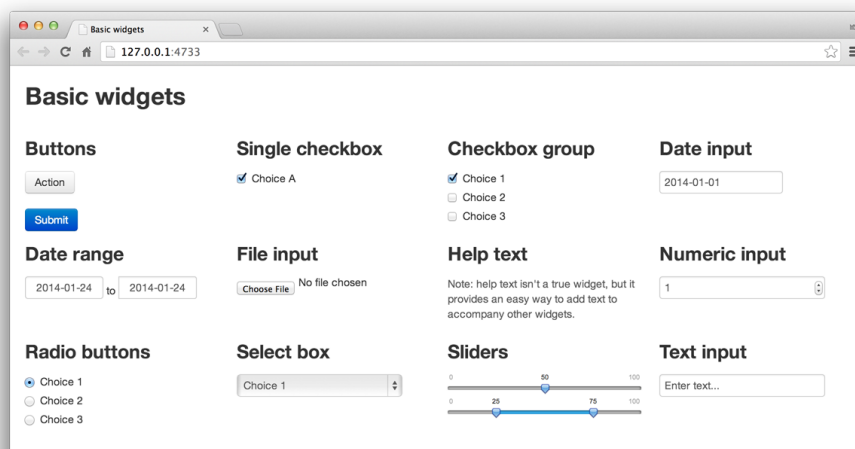 Basic widgets
127.0.0.1:4733
Basic widgets
Buttons
Action
Submit
Single checkbox
Choice A
Checkbox group
Choice 1
Choice 2
Choice 3
Date input
2014-01-01
Date range
2014-01-24 to 2014-01-24
File input
Choose File No file chosen
Help text
Note: help text isn't a true widget, but it
provides an easy way to add text to
accompany other widgets.
Numeric input
1
Radio buttons
Choice 1
Choice 2
Choice 3
Select box
Choice 1
Sliders
0 50 100
0 25 75 100
Text input
Enter text...